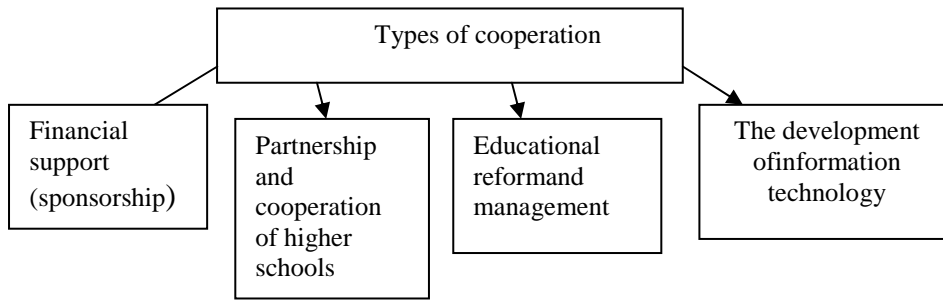 Types of cooperation
Financial
support
(sponsorship)
Partnership
and
cooperation
of higher
schools
Educational
reformand
management
The development
ofinformation
technology